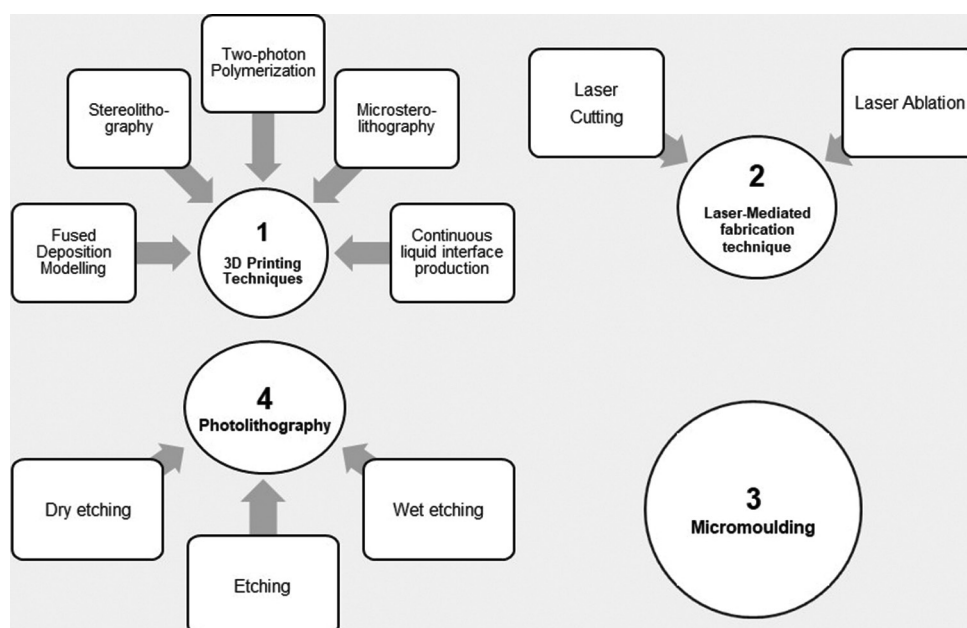 Two-photon
Polymerization
Stereolitho-
graphy
Microstero-
lithography
Fused
Deposition
Modelling
1
3D Printing
Techniques
Continuous
liquid interface
production
Laser
Cutting
Laser Ablation
2
Laser-Mediated
fabrication
technique
4
Photolithography
Dry etching
Etching
Wet etching
3
Micromoulding